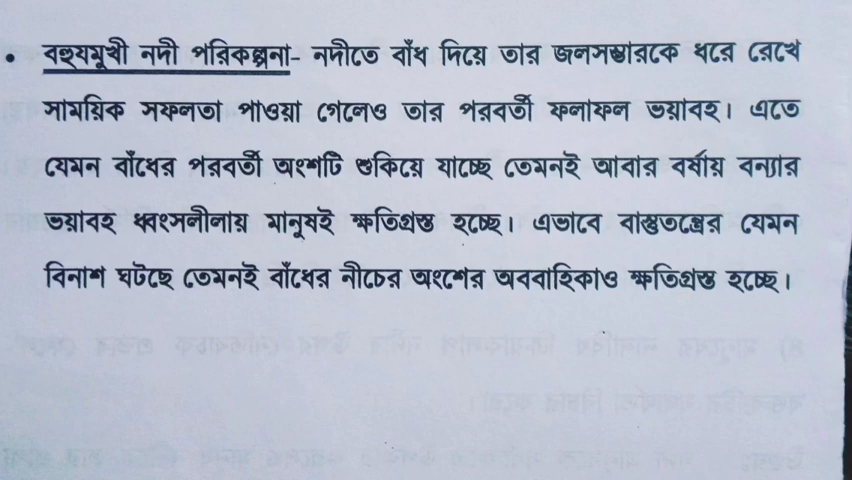 • বহুযমুখী নদী পরিকল্পনা- নদীতে বাঁধ দিয়ে তার জলসম্ভারকে ধরে রেখে
সাময়িক সফলতা পাওয়া গেলেও তার পরবর্তী ফলাফল ভয়াবহ। এতে
যেমন বাঁধের পরবর্তী অংশটি শুকিয়ে যাচ্ছে তেমনই আবার বর্ষায় বন্যার
ভয়াবহ ধ্বংসলীলায় মানুষই ক্ষতিগ্রস্ত হচ্ছে। এভাবে বাস্তুতন্ত্রের যেমন
বিনাশ ঘটছে তেমনই বাঁধের নীচের অংশের অববাহিকাও ক্ষতিগ্রস্ত হচ্ছে।